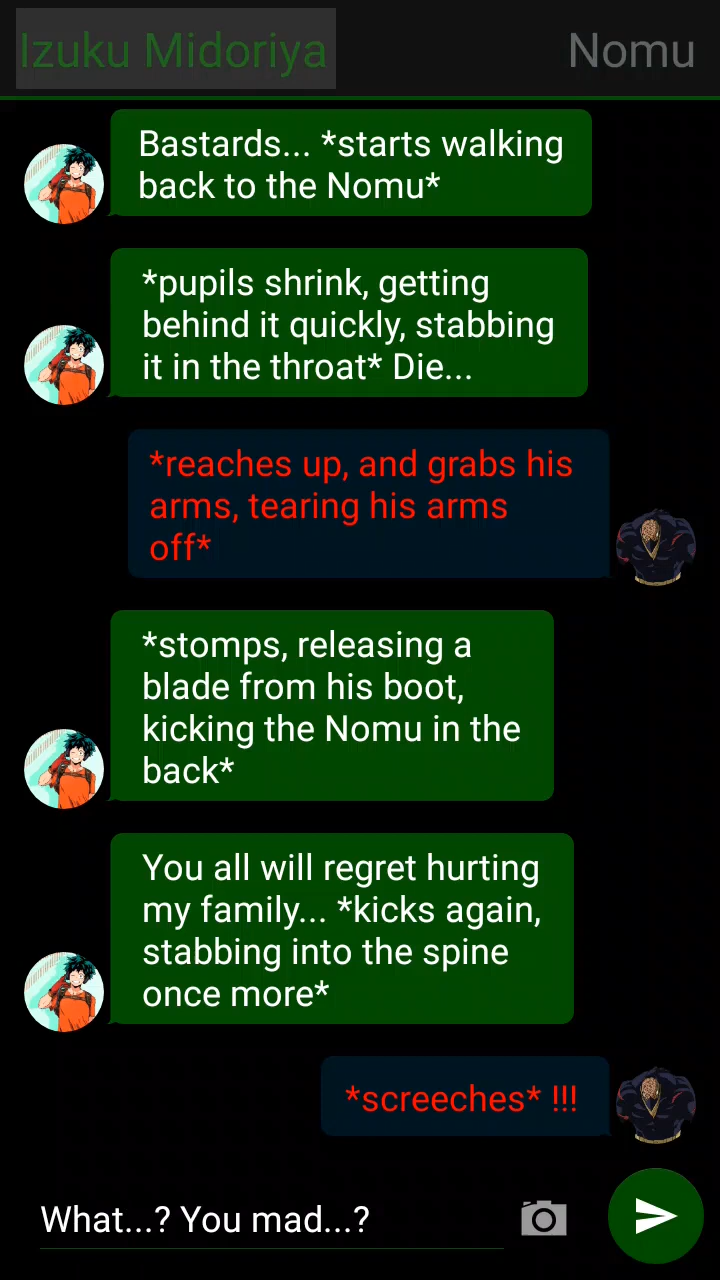 Izuku Midoriya
Nomu
Bastards... *starts walking
back to the Nomu*
*pupils shrink, getting
behind it quickly, stabbing
it in the throat* Die...
*reaches up, and grabs his
arms, tearing his arms
off*
*stomps, releasing a
blade from his boot,
kicking the Nomu in the
back*
You all will regret hurting
my family... *kicks again,
stabbing into the spine
once more*
*screeches* !!!
What...? You mad...?